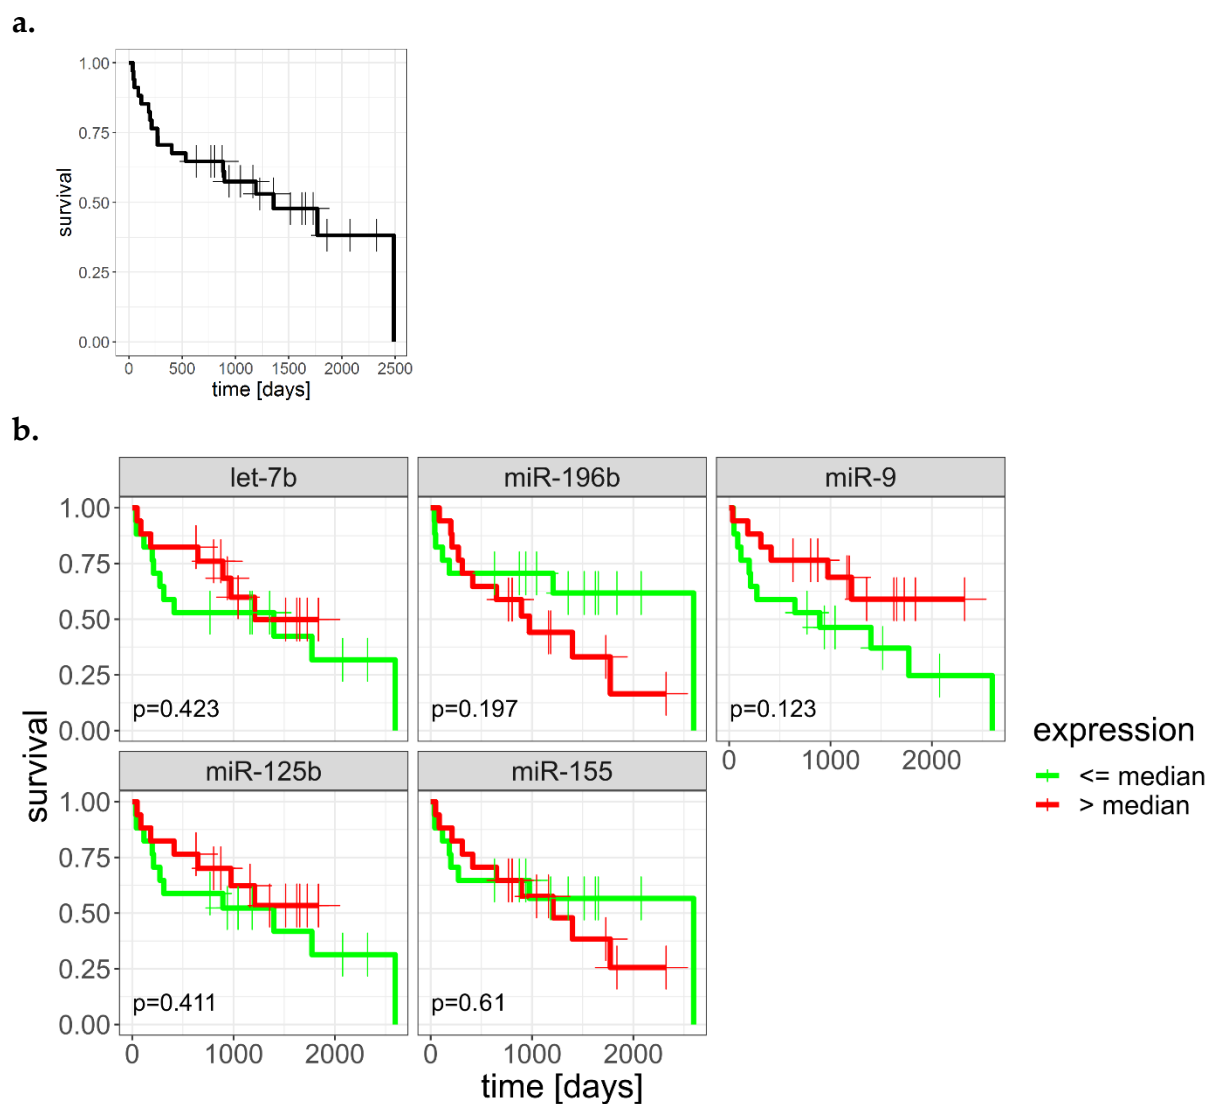 a.
1.00
0.75
0.50
0.25
0.00
survival
0 500 1000 1500 2000 2500
time [days]
b.
let-7b miR-196b miR-9
1.00
0.75
0.50
0.25
0.00
p=0.423 p=0.197 p=0.123
0 1000 2000
miR-125b miR-155
1.00
0.75
0.50
0.25
0.00
p=0.411 p=0.61
0 1000 2000 0 1000 2000
survival
time [days]
expression
<= median
> median